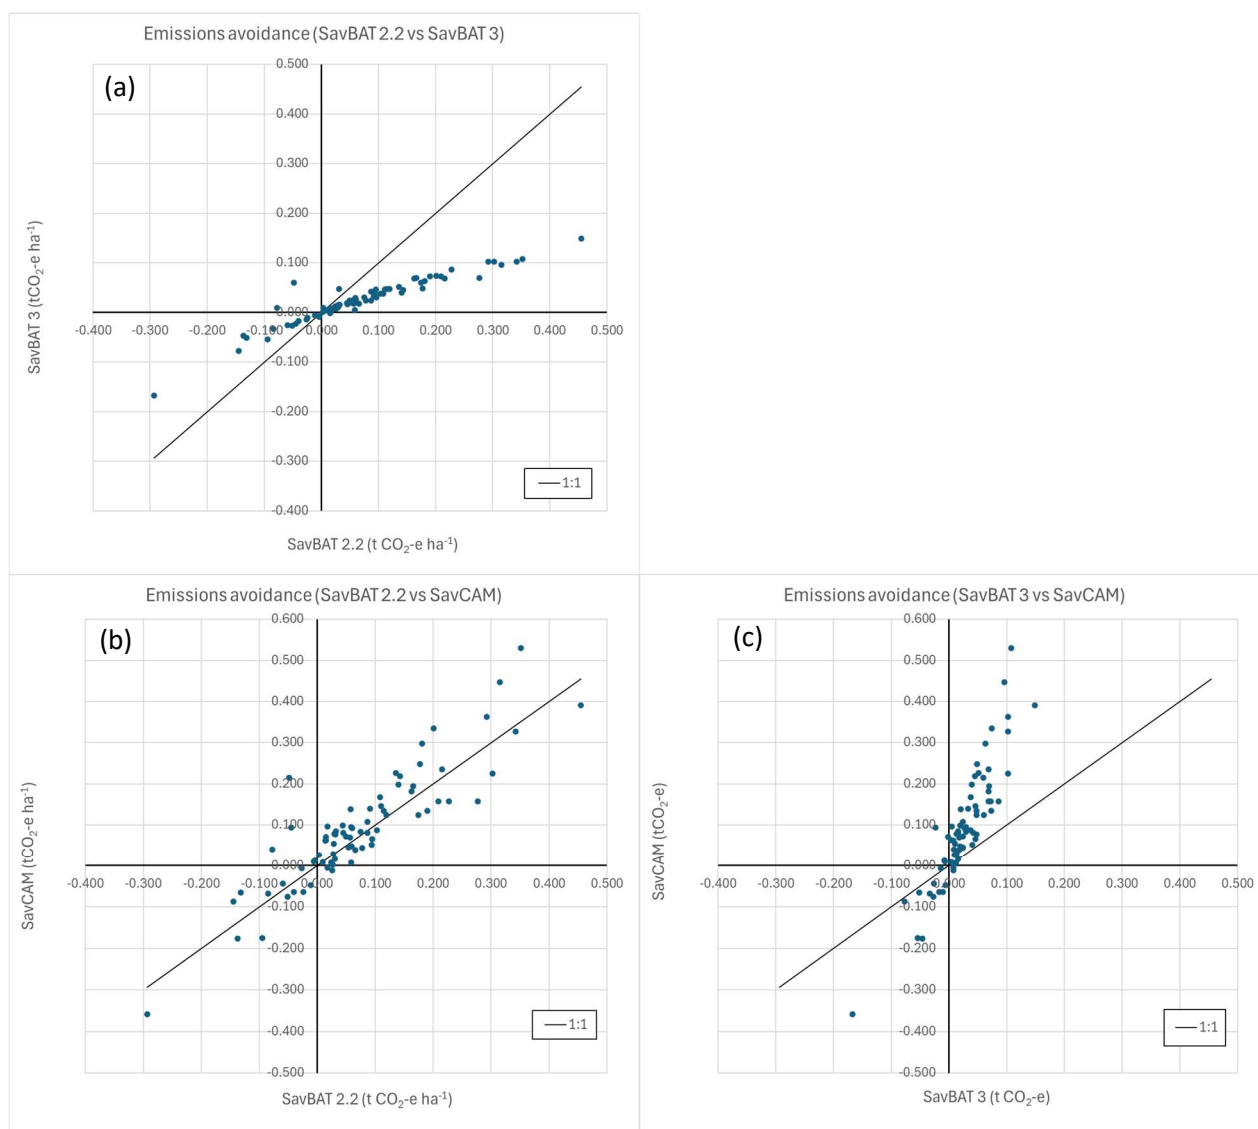 Emissions avoidance (SavBAT 2.2 vs SavBAT 3)
(a)
0.500
0.400
0.300
0.200
0.100
0.000
-0.400 -0.300 -0.200 -0.100 0.000 0.100 0.200 0.300 0.400 0.500
-0.100
-0.200
-0.300
-0.400
SavBAT 3 (tCO2-e ha-1)
1:1
SavBAT 2.2 (t CO2-e ha-1)
Emissions avoidance (SavBAT 2.2 vs SavCAM)
(b)
0.600
0.500
0.400
0.300
0.200
0.100
0.000
-0.400 -0.300 -0.200 -0.100 0.000 0.100 0.200 0.300 0.400 0.500
-0.100
-0.200
-0.300
-0.400
-0.500
SavCAM (tCO2-e ha-1)
1:1
SavBAT 2.2 (t CO2-e ha-1)
Emissions avoidance (SavBAT 3 vs SavCAM)
(c)
0.600
0.500
0.400
0.300
0.200
0.100
0.000
-0.400 -0.300 -0.200 -0.100 0.000 0.100 0.200 0.300 0.400 0.500
-0.100
-0.200
-0.300
-0.400
-0.500
SavCAM (tCO2-e)
1:1
SavBAT 3 (t CO2-e)